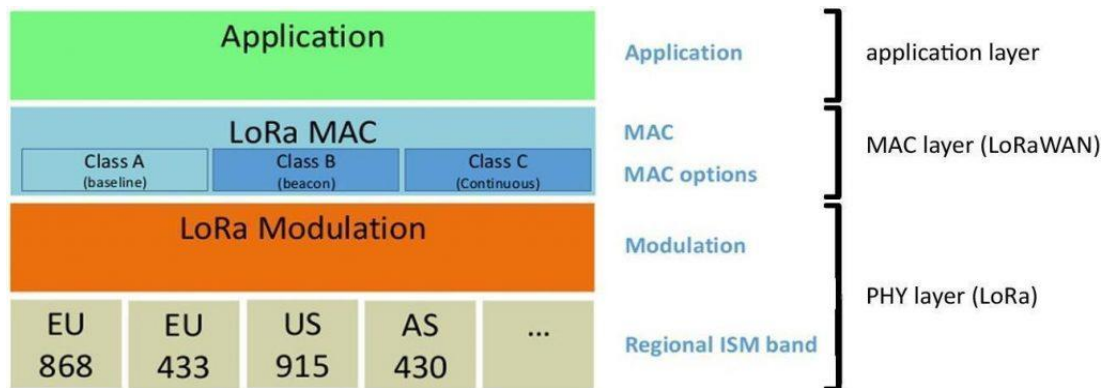 Application
Application
application layer
LoRa MAC
Class A
(baseline)
Class B
(beacon)
Class C
(Continuous)
MAC
MAC options
MAC layer (LoRaWAN)
LoRa Modulation
Modulation
EU
868
EU
433
US
915
AS
430
...
Regional ISM band
PHY layer (LoRa)